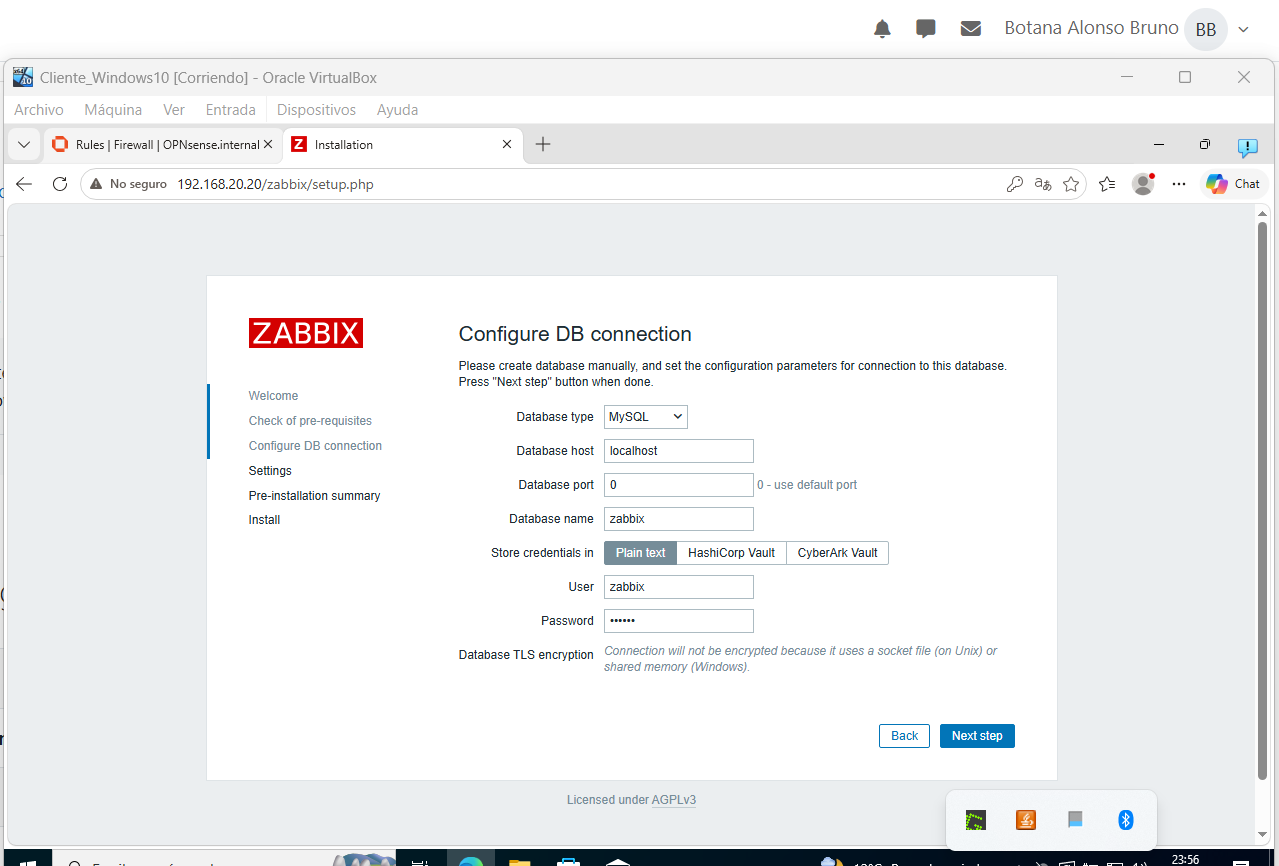 Botana Alonso Bruno BB
Cliente_Windows10 [Corriendo] - Oracle VirtualBox
Archivo Máquina Ver Entrada Dispositivos Ayuda
Rules | Firewall | OPNsense.internal
Z Installation
No seguro 192.168.20.20/zabbix/setup.php
Chat
ZABBIX
Welcome
Check of pre-requisites
Configure DB connection
Settings
Pre-installation summary
Install
Configure DB connection
Please create database manually, and set the configuration parameters for connection to this database.
Press "Next step" button when done.
Database type MySQL
Database host localhost
Database port 0 0 - use default port
Database name zabbix
Store credentials in Plain text HashiCorp Vault CyberArk Vault
User zabbix
Password ••••••
Database TLS encryption Connection will not be encrypted because it uses a socket file (on Unix) or
shared memory (Windows).
Back Next step
Licensed under AGPLv3
23:56